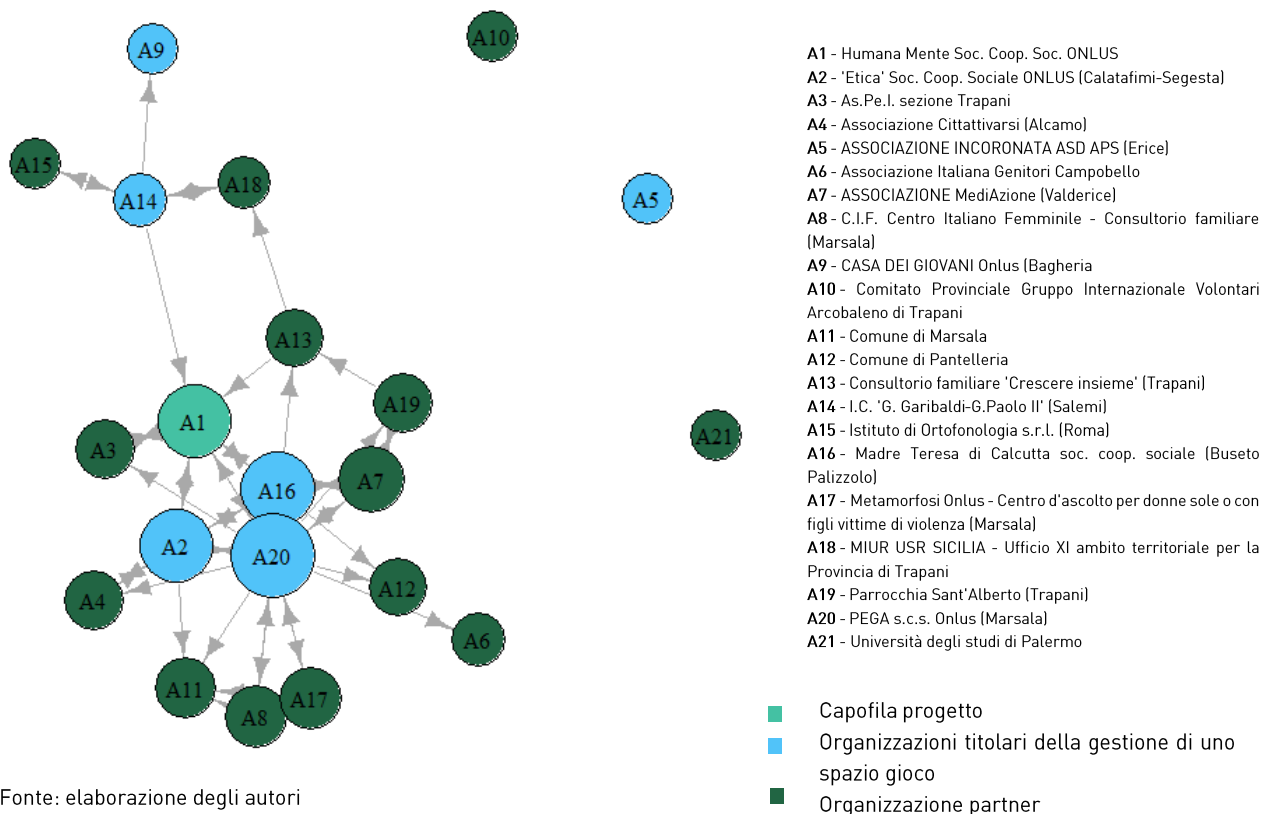 A9
A10
A15
A18
A14
A5
A13
A19
A1
A3
A21
A7
A16
A2
A20
A12
A4
A6
A11
A17
A8
A1 - Humana Mente Soc. Coop. Soc. ONLUS
A2 - 'Etica' Soc. Coop. Sociale ONLUS (Calatafimi-Segesta)
A3 - As.Pe.I. sezione Trapani
A4 - Associazione Cittattivarsi (Alcamo)
A5 - ASSOCIAZIONE INCORONATA ASD APS (Erice)
A6 - Associazione Italiana Genitori Campobello
A7 - ASSOCIAZIONE MediAzione (Valderice)
A8 - C.I.F. Centro Italiano Femminile - Consultorio familiare
(Marsala)
A9 - CASA DEI GIOVANI Onlus (Bagheria
A10 - Comitato Provinciale Gruppo Internazionale Volontari
Arcobaleno di Trapani
A11 - Comune di Marsala
A12 - Comune di Pantelleria
A13 - Consultorio familiare 'Crescere insieme' (Trapani)
A14 - I.C. 'G. Garibaldi-G.Paolo II' (Salemi)
A15 - Istituto di Ortofonologia s.r.l. (Roma)
A16 - Madre Teresa di Calcutta soc. coop. sociale (Buseto
Palizzolo)
A17 - Metamorfosi Onlus - Centro d'ascolto per donne sole o con
figli vittime di violenza (Marsala)
A18 - MIUR USR SICILIA - Ufficio XI ambito territoriale per la
Provincia di Trapani
A19 - Parrocchia Sant'Alberto (Trapani)
A20 - PEGA s.c.s. Onlus (Marsala)
A21 - Università degli studi di Palermo
Capofila progetto
Organizzazioni titolari della gestione di uno
spazio gioco
Organizzazione partner
Fonte: elaborazione degli autori